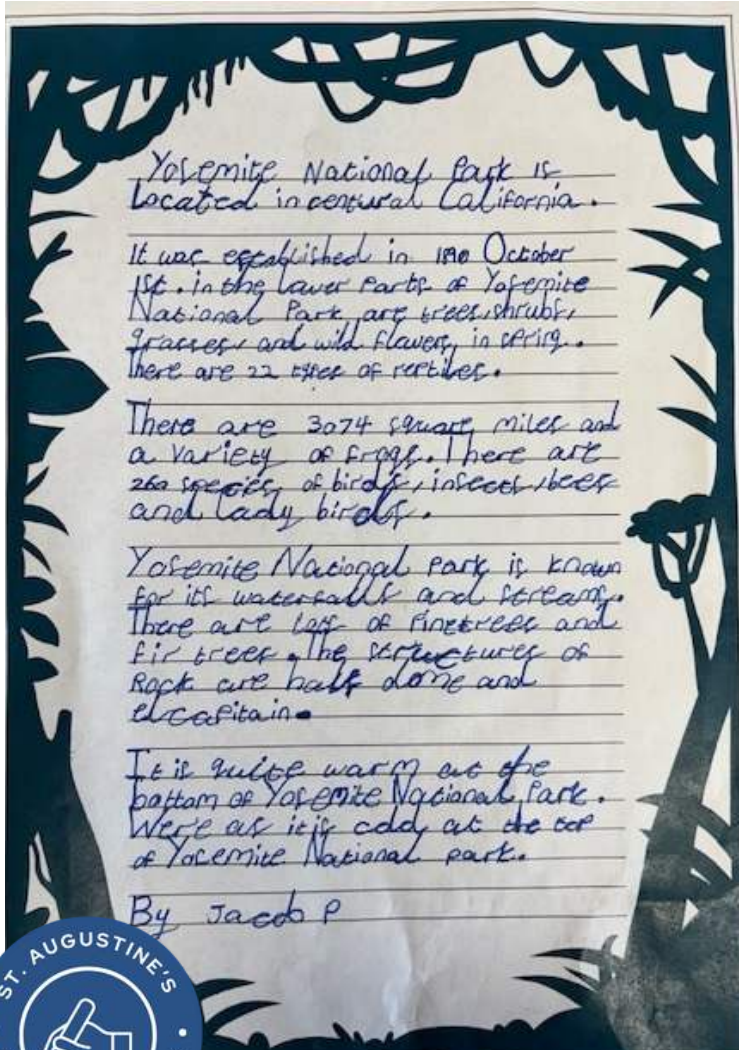 Yosemite National Park is
Located in centural California.
It was established in 1890 October
1st. in the lower parts of Yosemite
National Park are trees, shrubs,
grasses, and wild flowers, in spring.
There are 22 types of reptiles.
There are 3074 square miles and
a variety of frogs. There are
260 species, of birds, insects, bees
and lady birds.
Yosemite National park is known
for its waterfalls and streams.
There are lots of Pinetrees and
fir trees. The structures of
Rock are half dome and
elcapitain.
It is quite warm at the
bottom of Yosemite National Park.
Were as it is cold at the top
of Yosemite National park.
By Jacob P
ST. AUGUSTINE'S